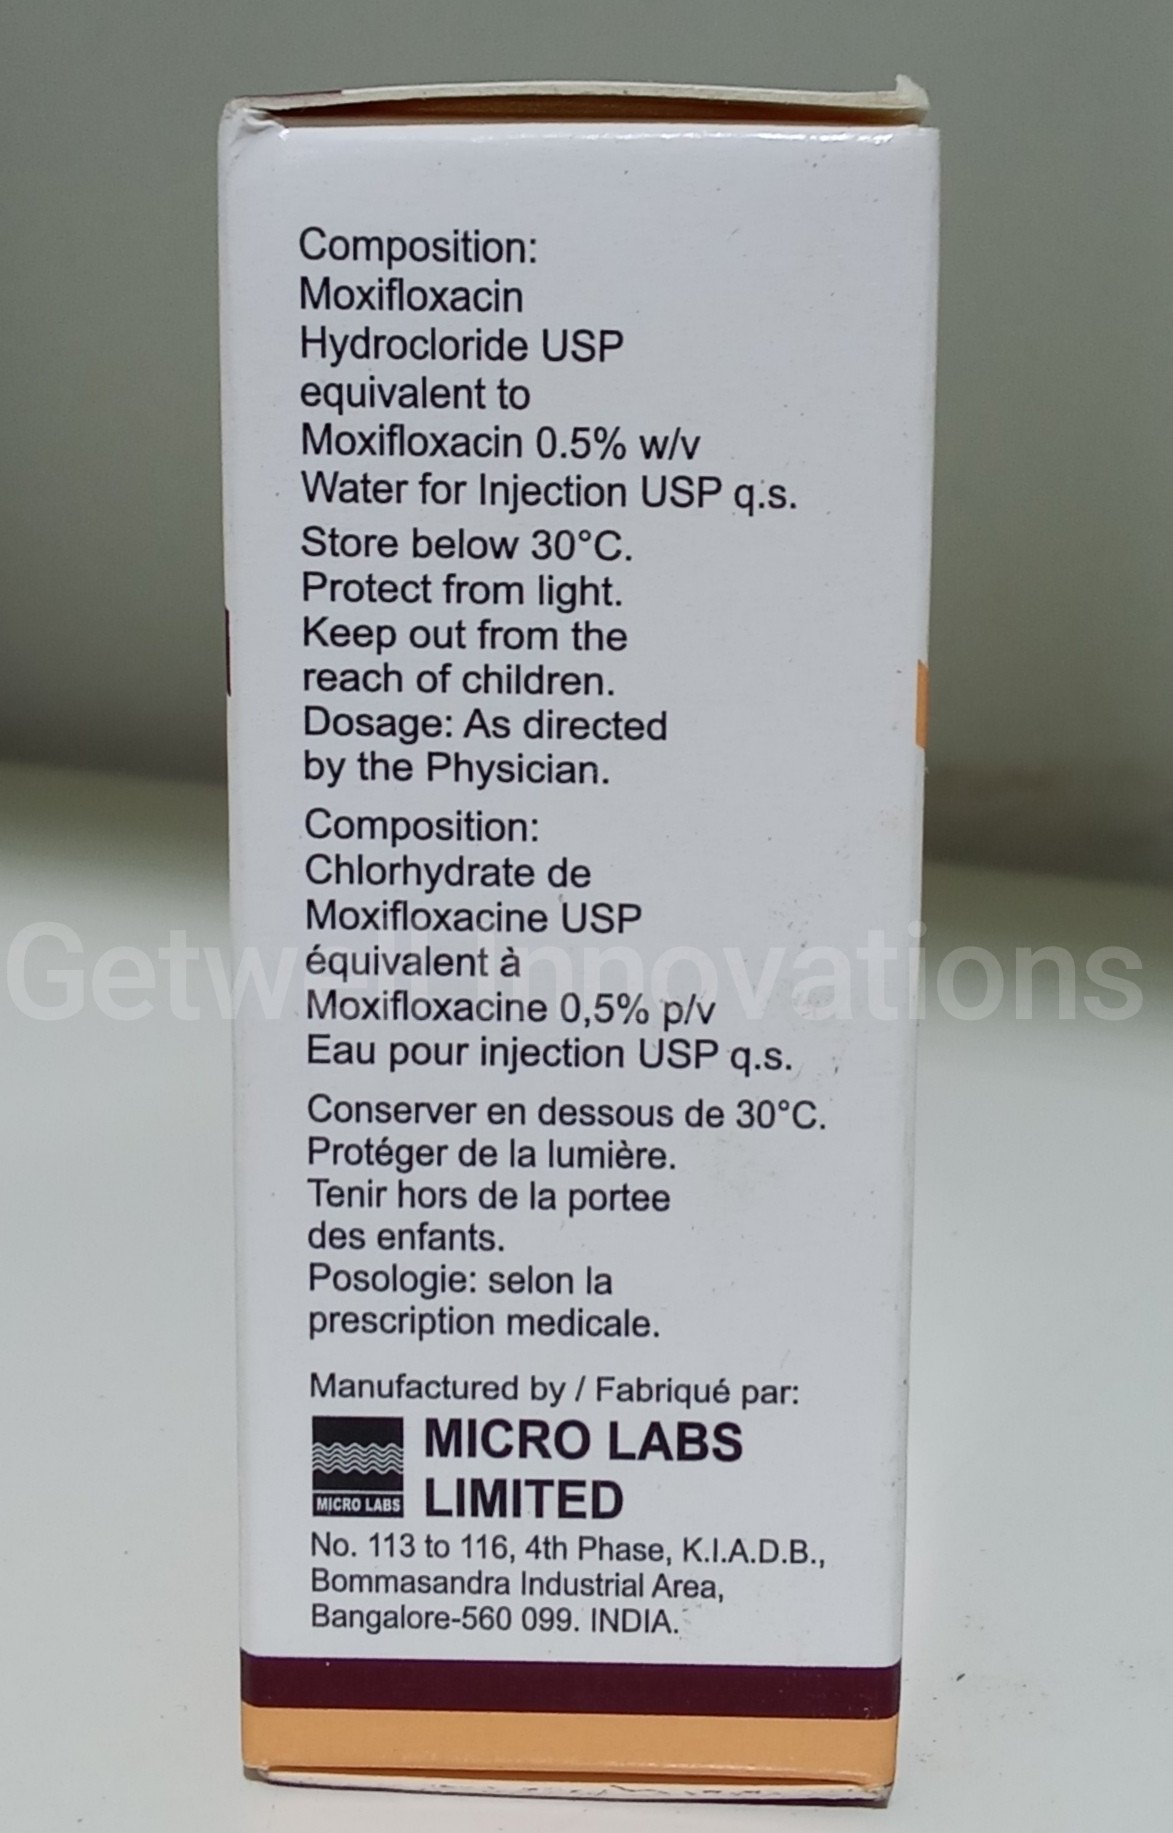 Composition:
Moxifloxacin
Hydrocloride USP
equivalent to
Moxifloxacin 0.5% w/v
Water for Injection USP q.s.
Store below 30°C.
Protect from light.
Keep out from the
reach of children.
Dosage: As directed
by the Physician.
Composition:
Chlorhydrate de
Moxifloxacine USP
équivalent à
Moxifloxacine 0,5% p/v
Eau pour injection USP q.s.
Conserver en dessous de 30°C.
Protéger de la lumière.
Tenir hors de la portee
des enfants.
Posologie: selon la
prescription medicale.
Manufactured by / Fabriqué par:
MICRO LABS
LIMITED
MICRO LABS
No. 113 to 116, 4th Phase, K.I.A.D.B.,
Bommasandra Industrial Area,
Bangalore-560 099. INDIA.
Getwell Innovations